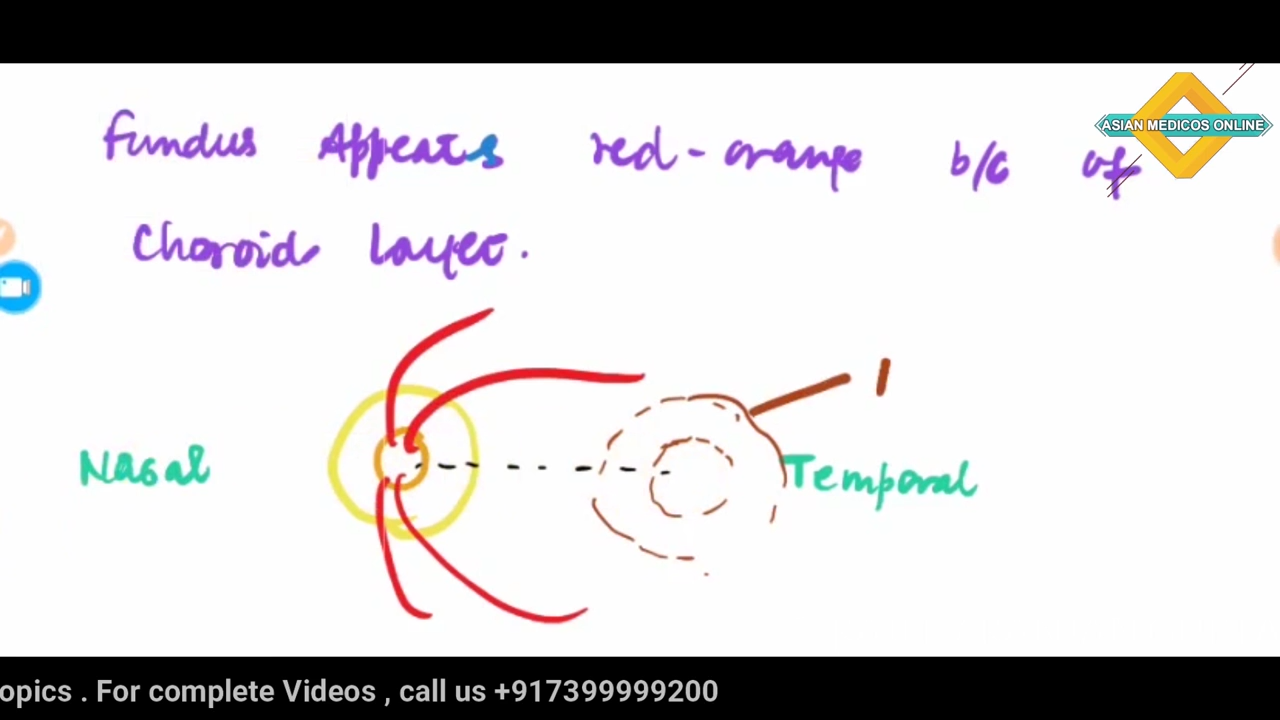 Fundus Appears red-orange b/c of
Choroid Layer.
ASIAN MEDICOS ONLINE
Nasal
Temporal
opics . For complete Videos , call us +917399999200